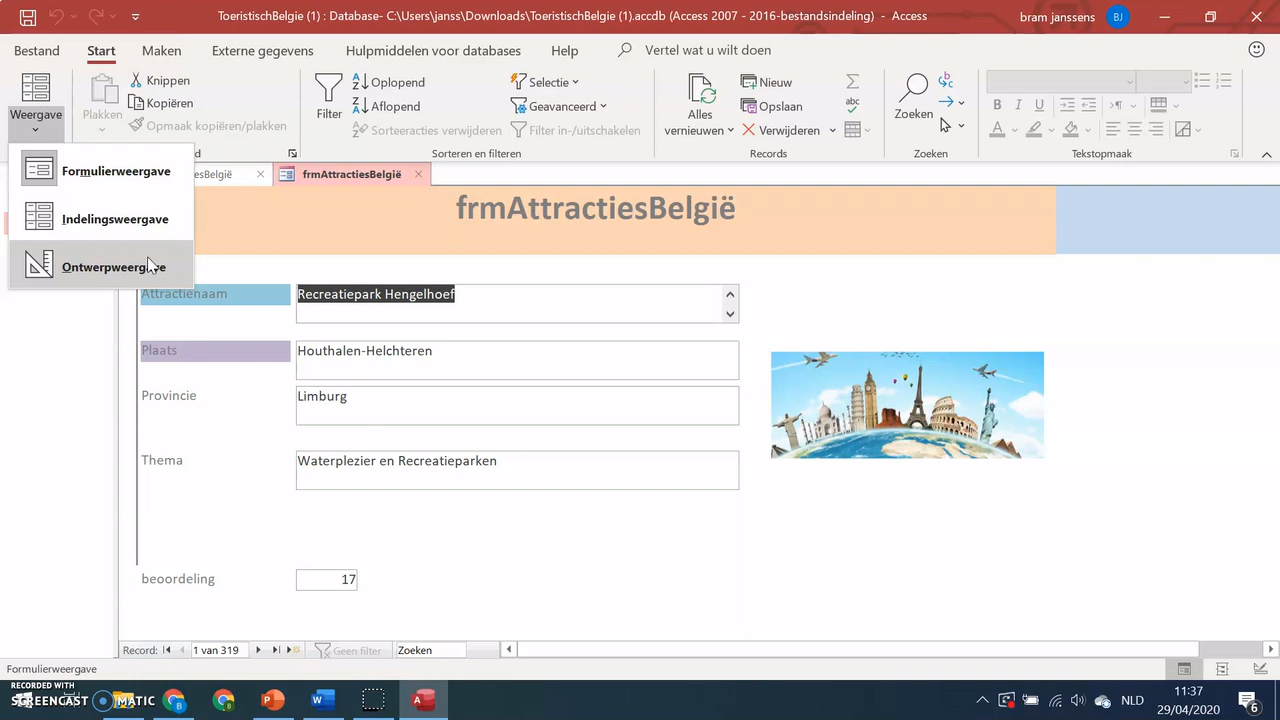 ToeristischBelgie (1) : Database- C:\Users\janss\Downloads\ToeristischBelgie (1).accdb (Access 2007 - 2016-bestandsindeling) - Access
bram janssens
BJ
Bestand
Start
Maken
Externe gegevens
Hulpmiddelen voor databases
Help
Vertel wat u wilt doen
Weergave
Plakken
Knippen
Kopiëren
Opmaak kopiëren/plakken
Filter
Oplopend
Aflopend
Sorteerinstructies verwijderen
Selectie
Geavanceerd
Filter in-/uitschakelen
Sorteren en filteren
Alles
vernieuwen
Nieuw
Opslaan
Verwijderen
Records
Zoeken
Zoeken
Tekstopmaak
Formulierweergave
Indelingsweergave
Ontwerpweergave
frmAttractiesBelgië
frmAttractiesBelgië
Attractienaam
Recreatiepark Hengelhoef
Plaats
Houthalen-Helchteren
Provincie
Limburg
Thema
Waterplezier en Recreatieparken
beoordeling
17
Record:
1 van 319
Geen filter
Zoeken
Formulierweergave
RECORDED WITH
SCREENCAST MATIC
NLD
11:37
29/04/2020
6